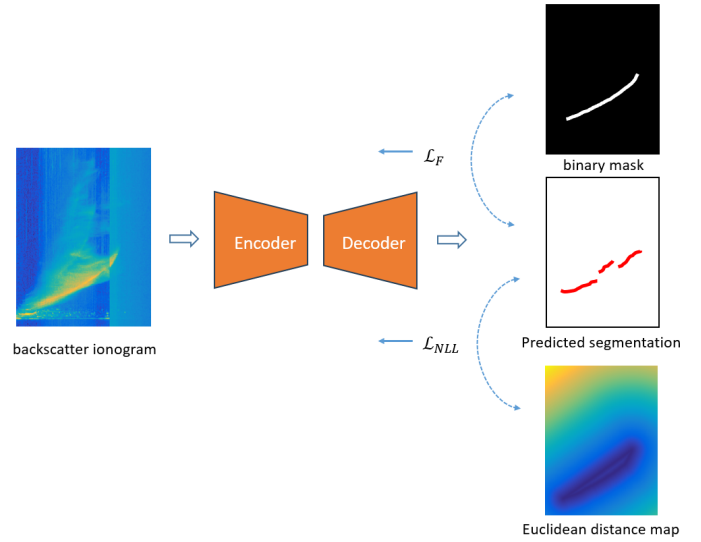 binary mask
ℒ_F
Encoder
Decoder
backscatter ionogram
ℒ_NLL
Predicted segmentation
Euclidean distance map